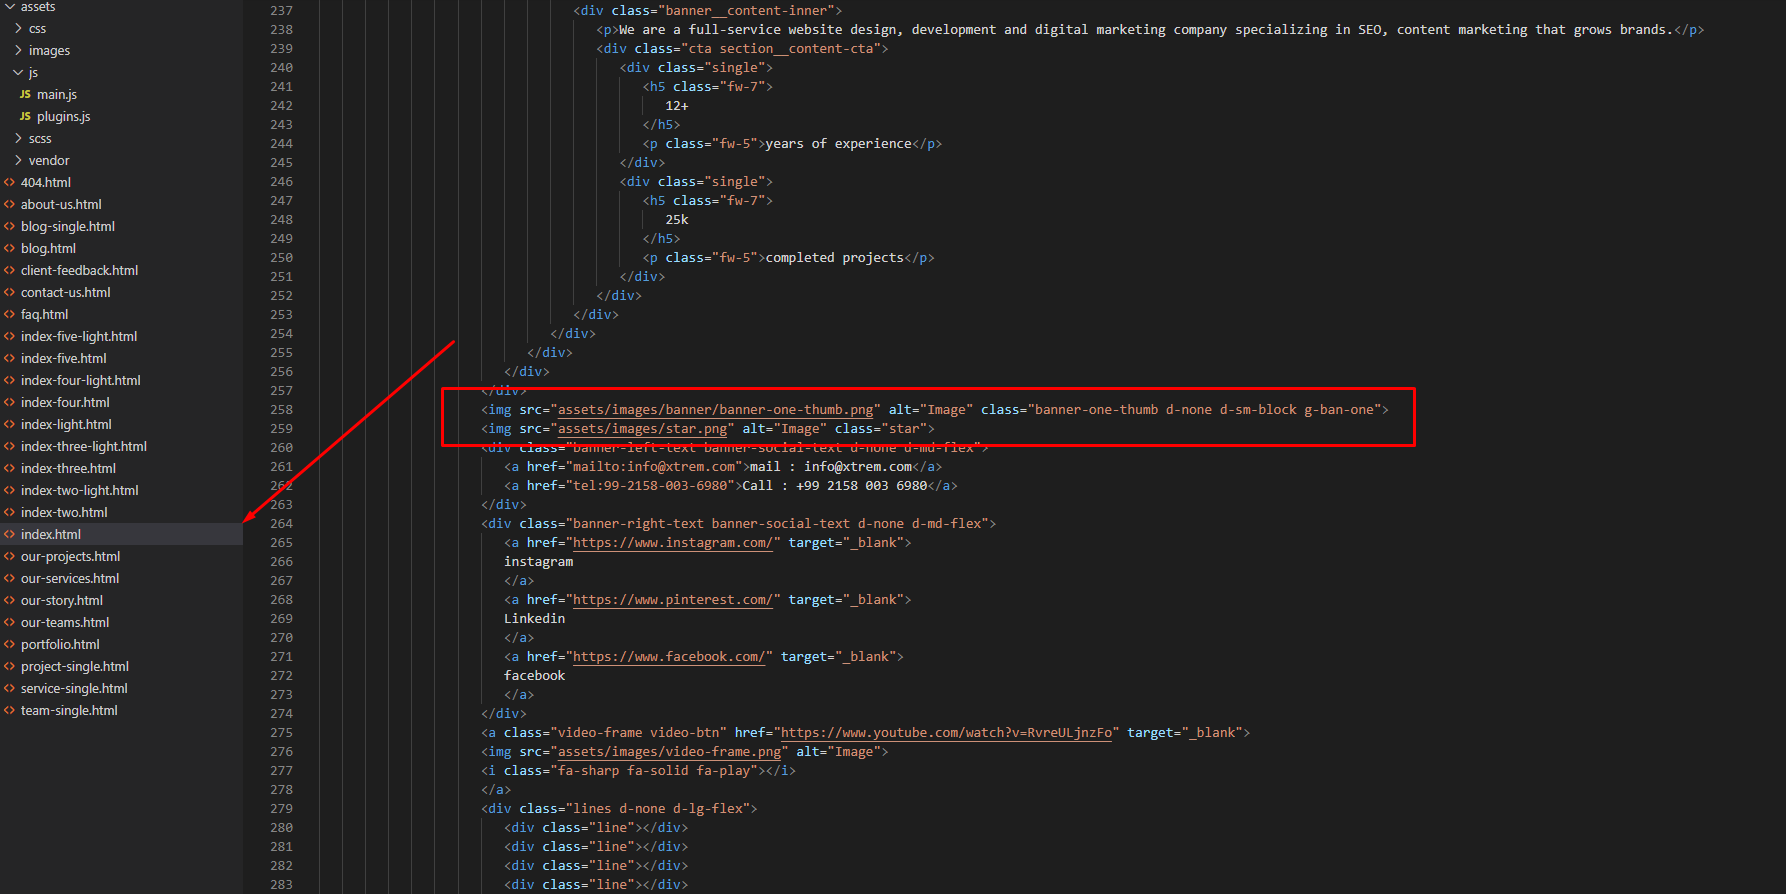 assets
css
images
js
JS main.js
JS plugins.js
scss
vendor
<> 404.html
<> about-us.html
<> blog-single.html
<> blog.html
<> client-feedback.html
<> contact-us.html
<> faq.html
<> index-five-light.html
<> index-five.html
<> index-four-light.html
<> index-four.html
<> index-light.html
<> index-three-light.html
<> index-three.html
<> index-two-light.html
<> index-two.html
<> index.html
<> our-projects.html
<> our-services.html
<> our-story.html
<> our-teams.html
<> portfolio.html
<> project-single.html
<> service-single.html
<> team-single.html
237 <div class="banner__content-inner">
238 <p>We are a full-service website design, development and digital marketing company specializing in SEO, content marketing that grows brands.</p>
239 <div class="cta section__content-cta">
240 <div class="single">
241 <h5 class="fw-7">
242 12+
243 </h5>
244 <p class="fw-5">years of experience</p>
245 </div>
246 <div class="single">
247 <h5 class="fw-7">
248 25k
249 </h5>
250 <p class="fw-5">completed projects</p>
251 </div>
252 </div>
253 </div>
254 </div>
255 </div>
256 </div>
257 </div>
258 <img src="assets/images/banner/banner-one-thumb.png" alt="Image" class="banner-one-thumb d-none d-sm-block g-ban-one">
259 <img src="assets/images/star.png" alt="Image" class="star">
260 <div class="banner-left-text banner-social-text d-none d-md-flex">
261 <a href="mailto:info@xtrem.com">mail : info@xtrem.com</a>
262 <a href="tel:99-2158-003-6980">Call : +99 2158 003 6980</a>
263 </div>
264 <div class="banner-right-text banner-social-text d-none d-md-flex">
265 <a href="https://www.instagram.com/" target="_blank">
266 instagram
267 </a>
268 <a href="https://www.pinterest.com/" target="_blank">
269 Linkedin
270 </a>
271 <a href="https://www.facebook.com/" target="_blank">
272 facebook
273 </a>
274 </div>
275 <a class="video-frame video-btn" href="https://www.youtube.com/watch?v=RvreULjnzFo" target="_blank">
276 <img src="assets/images/video-frame.png" alt="Image">
277 <i class="fa-sharp fa-solid fa-play"></i>
278 </a>
279 <div class="lines d-none d-lg-flex">
280 <div class="line"></div>
281 <div class="line"></div>
282 <div class="line"></div>
283 <div class="line"></div>